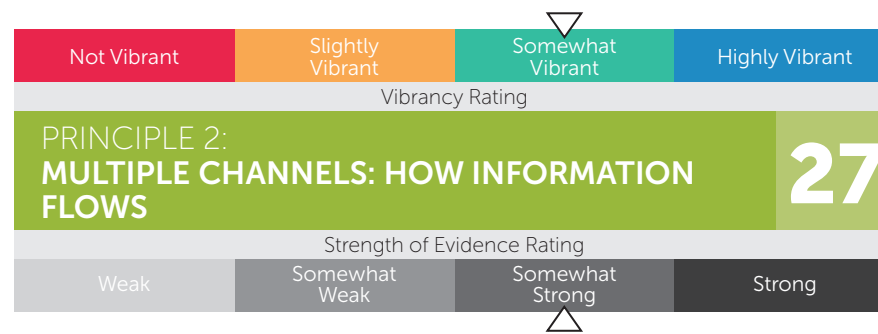 Not Vibrant
Slightly
Vibrant
Somewhat
Vibrant
Highly Vibrant
Vibrancy Rating
PRINCIPLE 2:
MULTIPLE CHANNELS: HOW INFORMATION
FLOWS
27
Strength of Evidence Rating
Weak
Somewhat
Weak
Somewhat
Strong
Strong